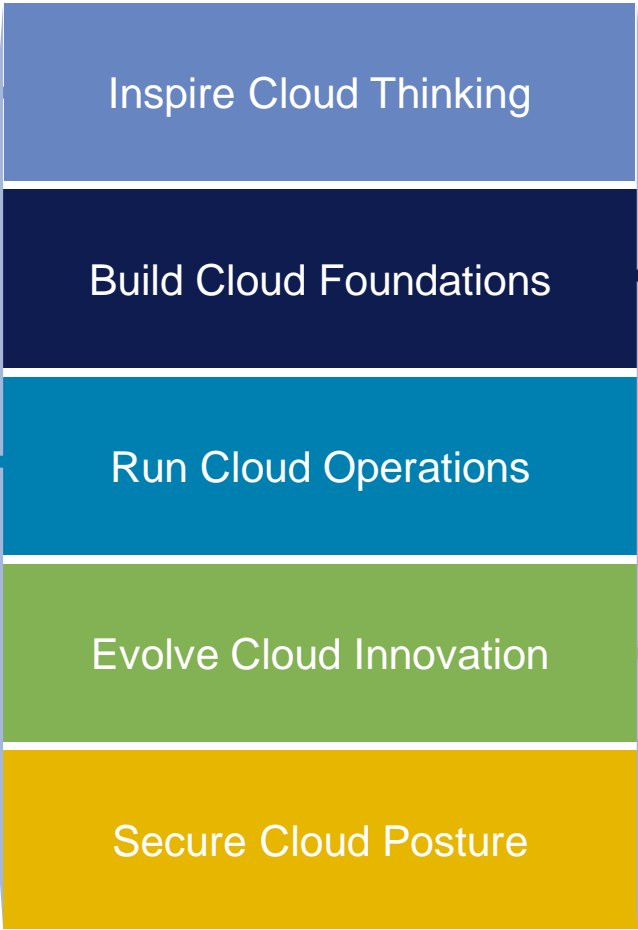 Inspire Cloud Thinking
Build Cloud Foundations
Run Cloud Operations
Evolve Cloud Innovation
Secure Cloud Posture